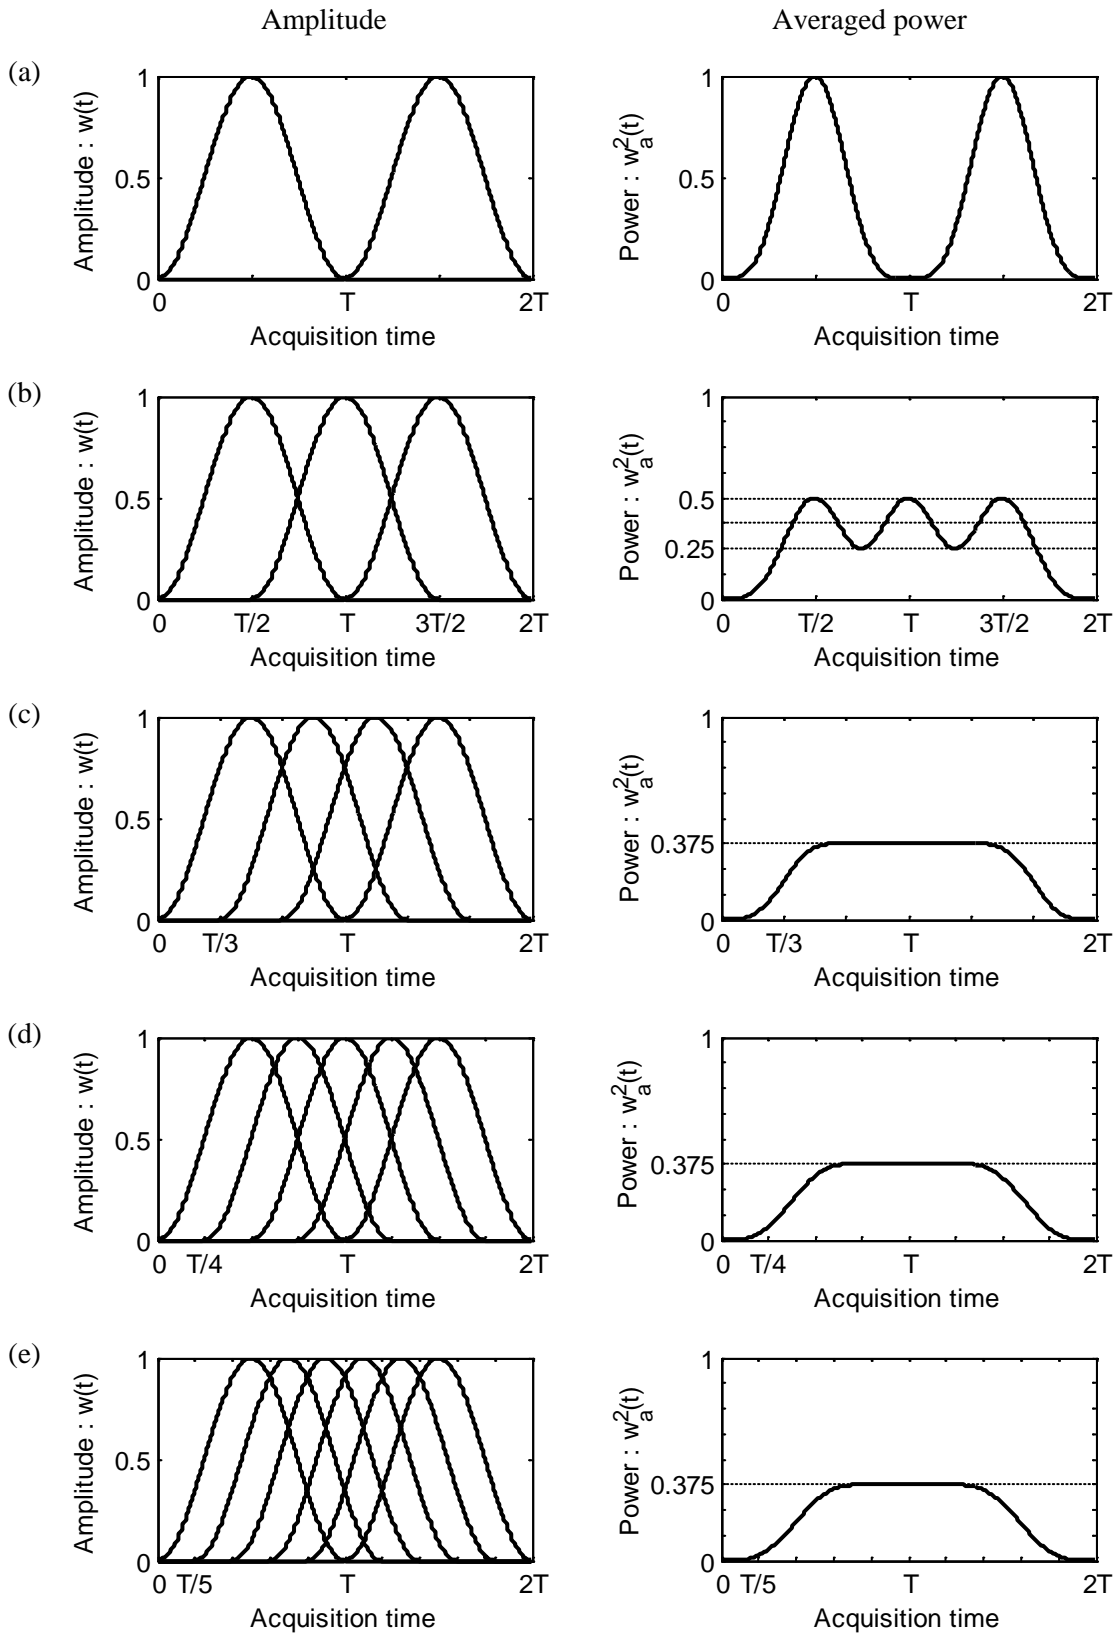 Amplitude
Averaged power
(a)
Amplitude : w(t)
1
0.5
0
0 T 2T
Acquisition time
Power : w_a^2(t)
1
0.5
0
0 T 2T
Acquisition time
(b)
Amplitude : w(t)
1
0.5
0
0 T/2 T 3T/2 2T
Acquisition time
Power : w_a^2(t)
1
0.5
0.25
0
0 T/2 T 3T/2 2T
Acquisition time
(c)
Amplitude : w(t)
1
0.5
0
0 T/3 T 2T
Acquisition time
Power : w_a^2(t)
1
0.375
0
0 T/3 T 2T
Acquisition time
(d)
Amplitude : w(t)
1
0.5
0
0 T/4 T 2T
Acquisition time
Power : w_a^2(t)
1
0.375
0
0 T/4 T 2T
Acquisition time
(e)
Amplitude : w(t)
1
0.5
0
0 T/5 T 2T
Acquisition time
Power : w_a^2(t)
1
0.375
0
0 T/5 T 2T
Acquisition time